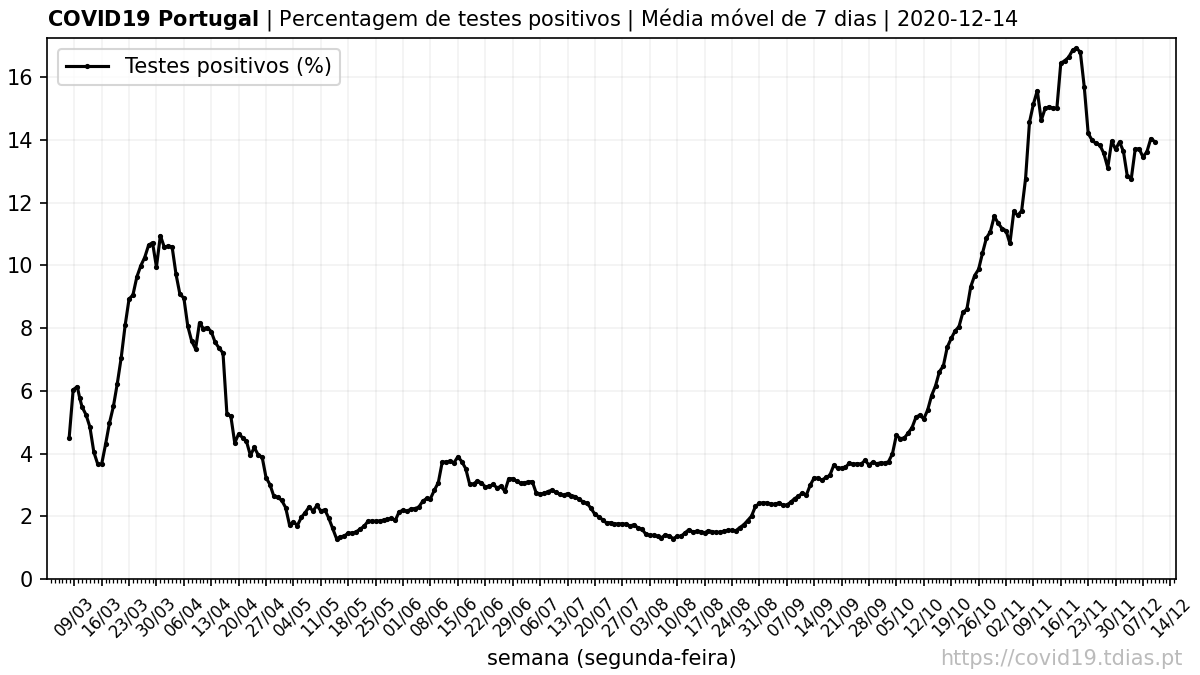 COVID19 Portugal | Percentagem de testes positivos | Média móvel de 7 dias | 2020-12-14
Testes positivos (%)
16
14
12
10
8
6
4
2
0
09/03 16/03 23/03 30/03 06/04 13/04 20/04 27/04 04/05 11/05 18/05 25/05 01/06 08/06 15/06 22/06 29/06 06/07 13/07 20/07 27/07 03/08 10/08 17/08 24/08 31/08 07/09 14/09 21/09 28/09 05/10 12/10 19/10 26/10 02/11 09/11 16/11 23/11 30/11 07/12 14/12
semana (segunda-feira)
https://covid19.tdias.pt